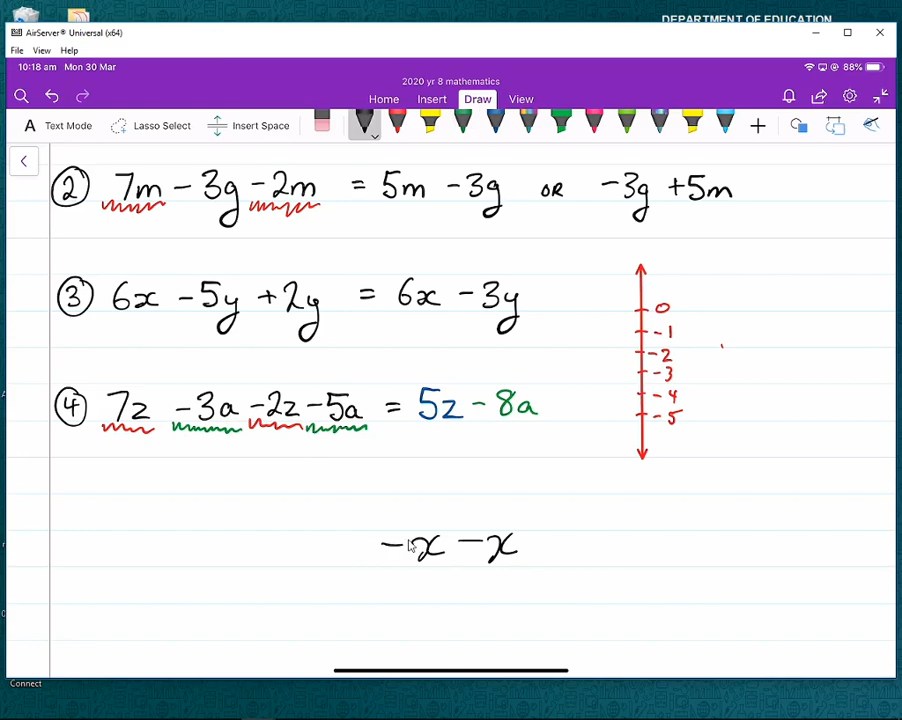 DEPARTMENT OF EDUCATION
AirServer® Universal (x64)
File View Help
10:18 am Mon 30 Mar 88%
2020 yr 8 mathematics
Home Insert Draw View
A Text Mode Lasso Select Insert Space
② 7m - 3g - 2m = 5m - 3g OR -3g + 5m
③ 6x - 5y + 2y = 6x - 3y
0
-1
-2
-3
-4
-5
④ 7z - 3a - 2z - 5a = 5z - 8a
-x - x
Connect